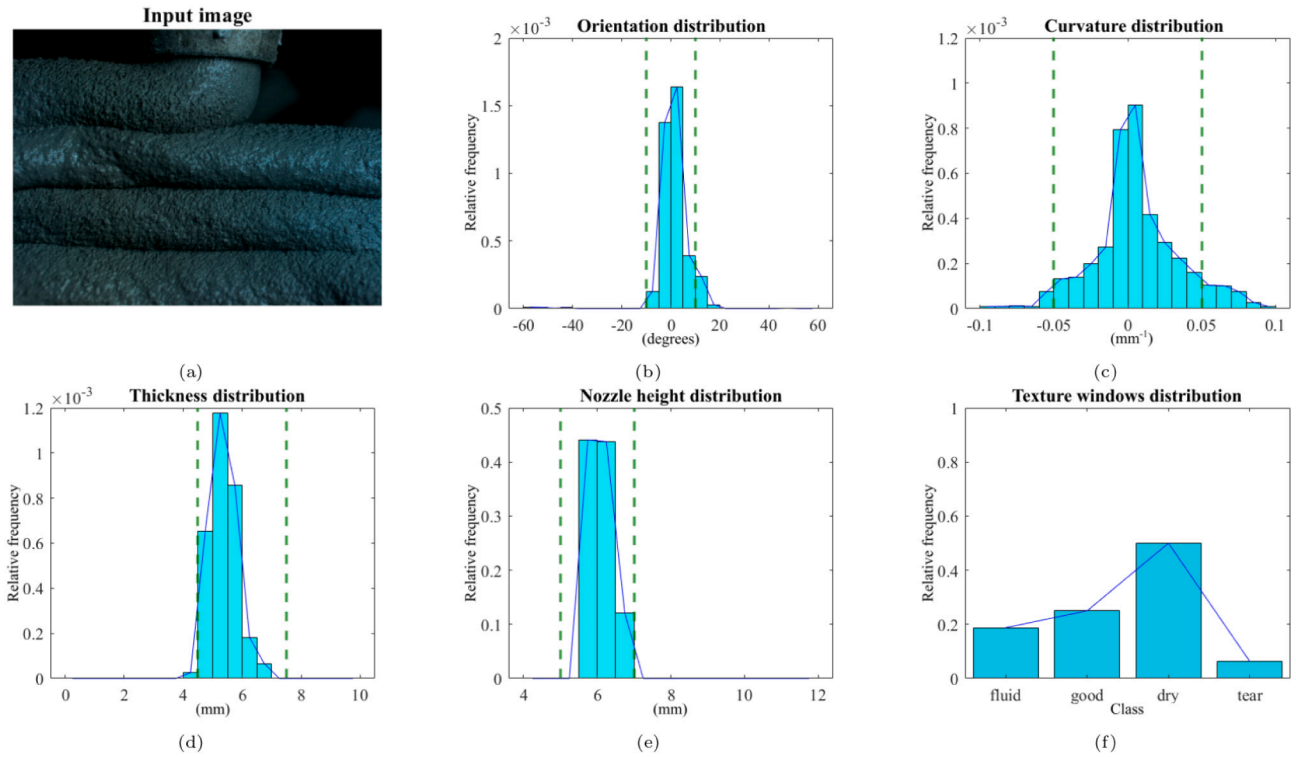 Input image
(a)
Orientation distribution
×10⁻³
Relative frequency
2
1.5
1
0.5
0
-60 -40 -20 0 20 40 60
(degrees)
(b)
Curvature distribution
×10⁻³
Relative frequency
1.2
1
0.8
0.6
0.4
0.2
0
-0.1 -0.05 0 0.05 0.1
(mm⁻¹)
(c)
Thickness distribution
×10⁻³
Relative frequency
1.2
1
0.8
0.6
0.4
0.2
0
0 2 4 6 8 10
(mm)
(d)
Nozzle height distribution
Relative frequency
0.5
0.4
0.3
0.2
0.1
0
4 6 8 10 12
(mm)
(e)
Texture windows distribution
Relative frequency
1
0.8
0.6
0.4
0.2
0
fluid good dry tear
Class
(f)